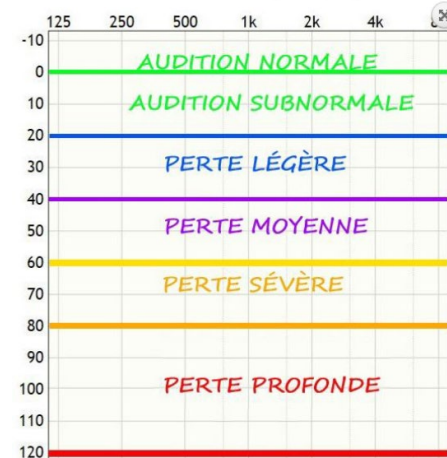 125 250 500 1k 2k 4k
-10
AUDITION NORMALE
0
AUDITION SUBNORMALE
10
20
PERTE LÉGÈRE
30
40
PERTE MOYENNE
50
60
PERTE SÉVÈRE
70
80
90
PERTE PROFONDE
100
110
120